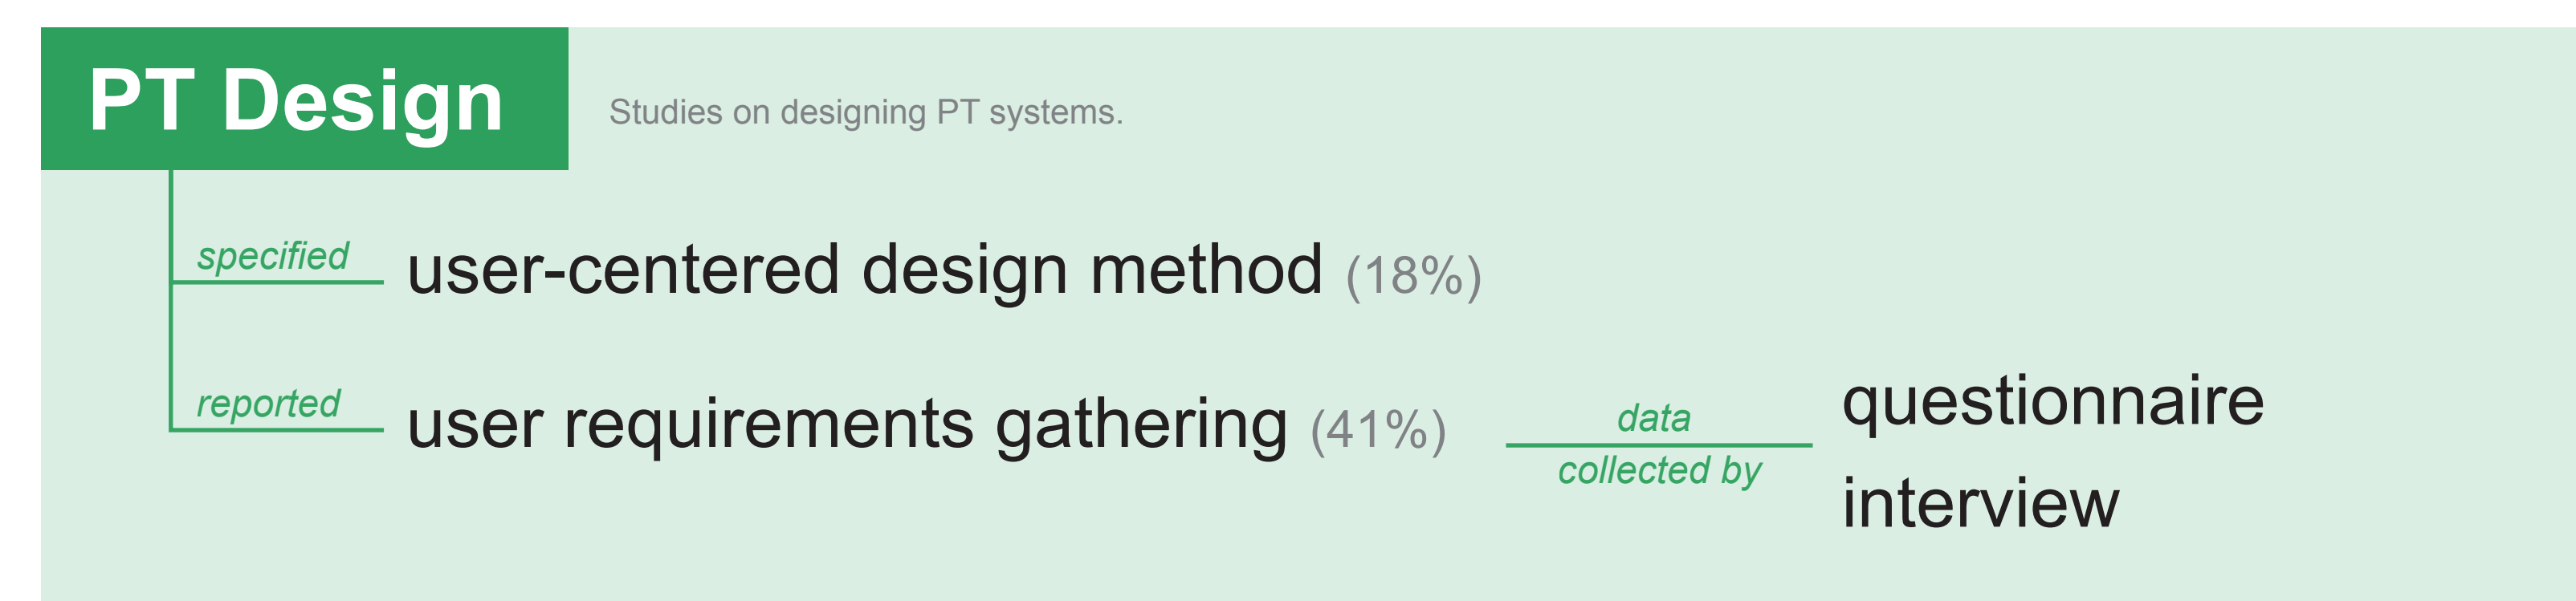 PT Design
Studies on designing PT systems.
specified
user-centered design method (18%)
reported
user requirements gathering (41%)
data
collected by
questionnaire
interview